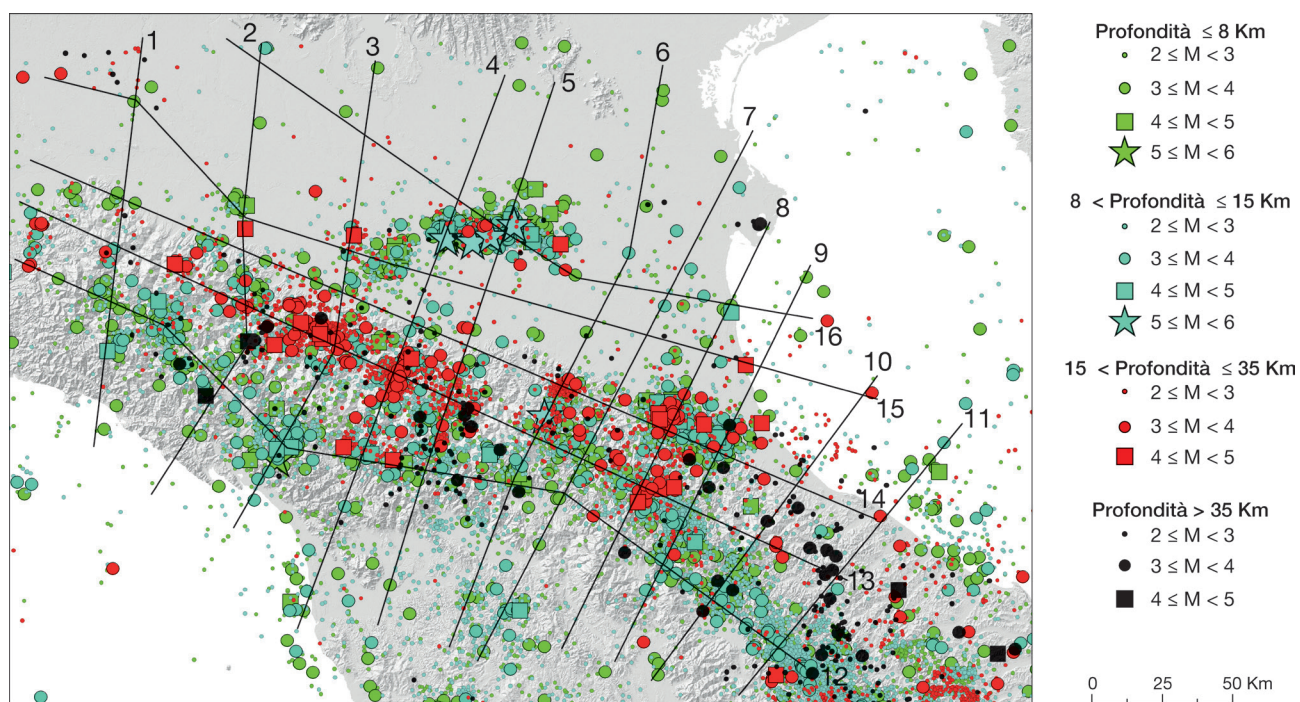 1
2
3
4
5
6
7
8
9
10
11
12
13
14
15
16
Profondità ≤ 8 Km
2 ≤ M < 3
3 ≤ M < 4
4 ≤ M < 5
5 ≤ M < 6
8 < Profondità ≤ 15 Km
2 ≤ M < 3
3 ≤ M < 4
4 ≤ M < 5
5 ≤ M < 6
15 < Profondità ≤ 35 Km
2 ≤ M < 3
3 ≤ M < 4
4 ≤ M < 5
Profondità > 35 Km
2 ≤ M < 3
3 ≤ M < 4
4 ≤ M < 5
0 25 50 Km